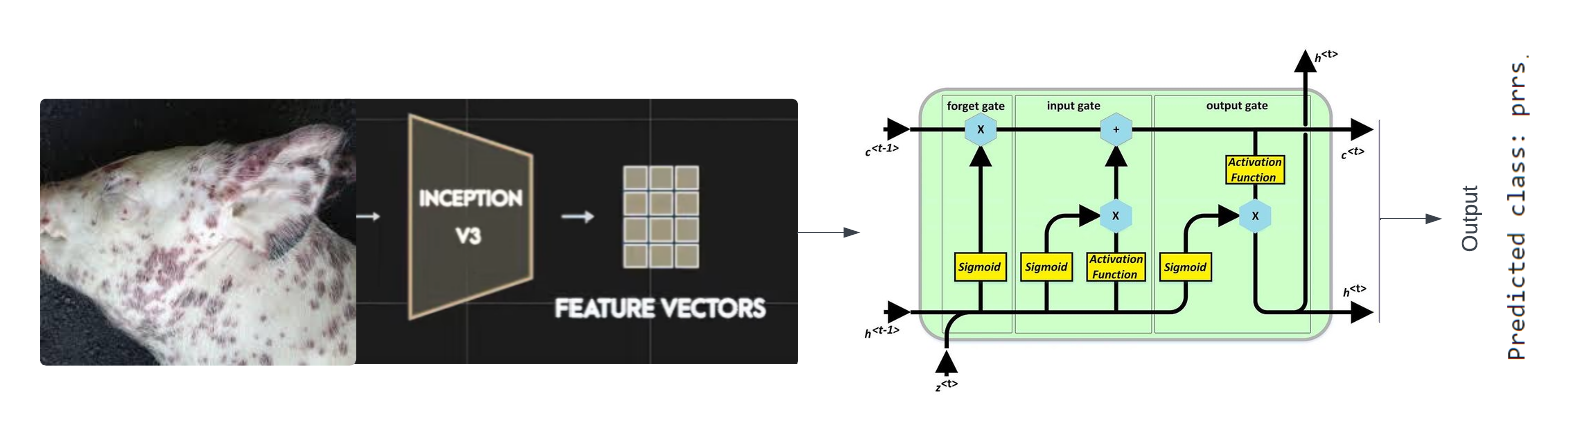 INCEPTION
V3
FEATURE VECTORS
forget gate
input gate
output gate
h<t>
c<t-1>
X
+
c<t>
Activation
Function
X
X
Sigmoid
Sigmoid
Activation
Function
Sigmoid
h<t-1>
h<t>
z<t>
Output
Predicted class: prrs.